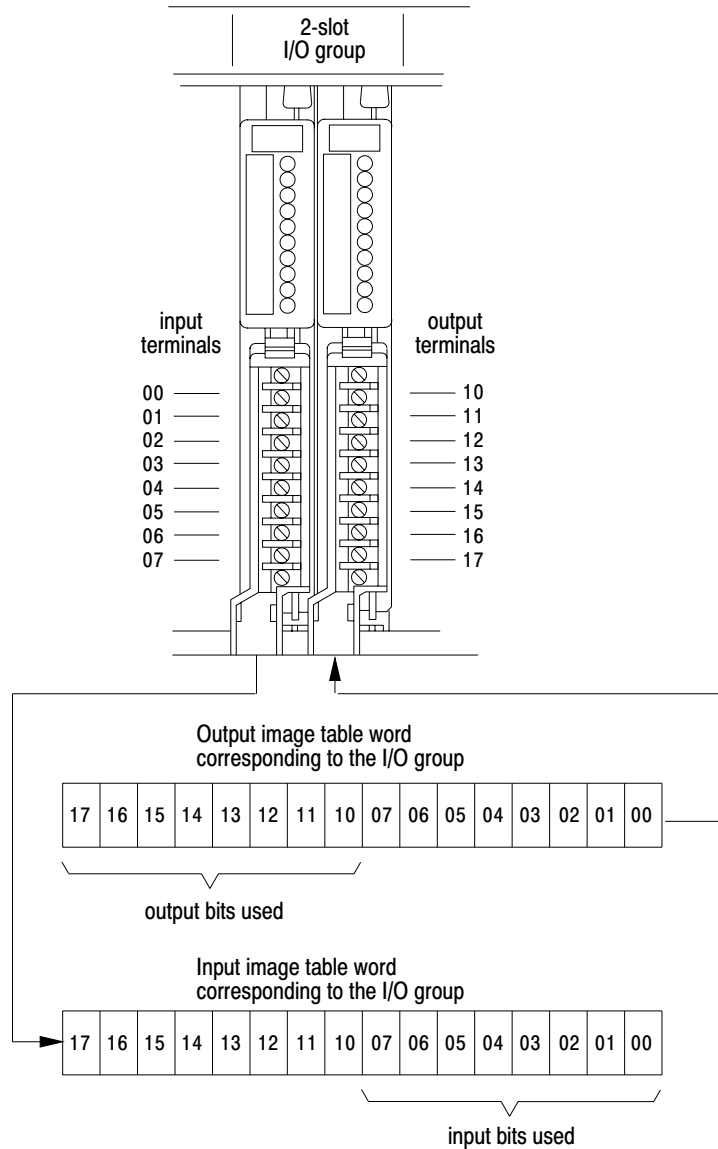 2-slot
I/O group
input
terminals
output
terminals
00
01
02
03
04
05
06
07
10
11
12
13
14
15
16
17
Output image table word
corresponding to the I/O group
17 16 15 14 13 12 11 10 07 06 05 04 03 02 01 00
output bits used
Input image table word
corresponding to the I/O group
17 16 15 14 13 12 11 10 07 06 05 04 03 02 01 00
input bits used